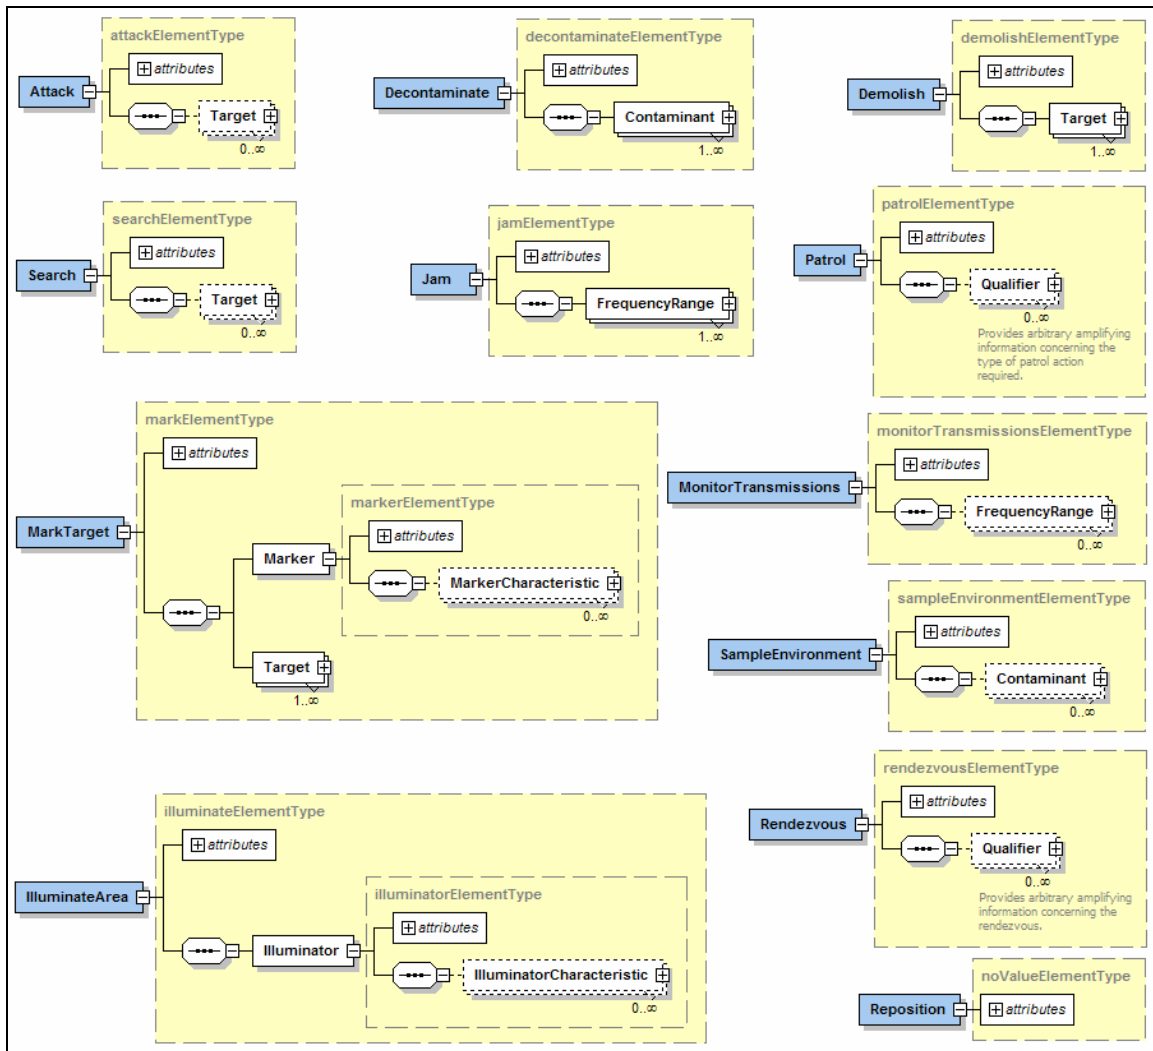 attackElementType
attributes
Attack
Target
0..∞
decontaminateElementType
attributes
Decontaminate
Contaminant
1..∞
demolishElementType
attributes
Demolish
Target
1..∞
searchElementType
attributes
Search
Target
0..∞
jamElementType
attributes
Jam
FrequencyRange
1..∞
patrolElementType
attributes
Patrol
Qualifier
0..∞
Provides arbitrary amplifying
information concerning the
type of patrol action
required.
markElementType
attributes
MarkTarget
markerElementType
attributes
Marker
MarkerCharacteristic
0..∞
Target
1..∞
monitorTransmissionsElementType
attributes
MonitorTransmissions
FrequencyRange
0..∞
sampleEnvironmentElementType
attributes
SampleEnvironment
Contaminant
0..∞
illuminateElementType
attributes
IlluminateArea
illuminatorElementType
attributes
Illuminator
IlluminatorCharacteristic
0..∞
rendezvousElementType
attributes
Rendezvous
Qualifier
0..∞
Provides arbitrary amplifying
information concerning the
rendezvous.
noValueElementType
Reposition
attributes